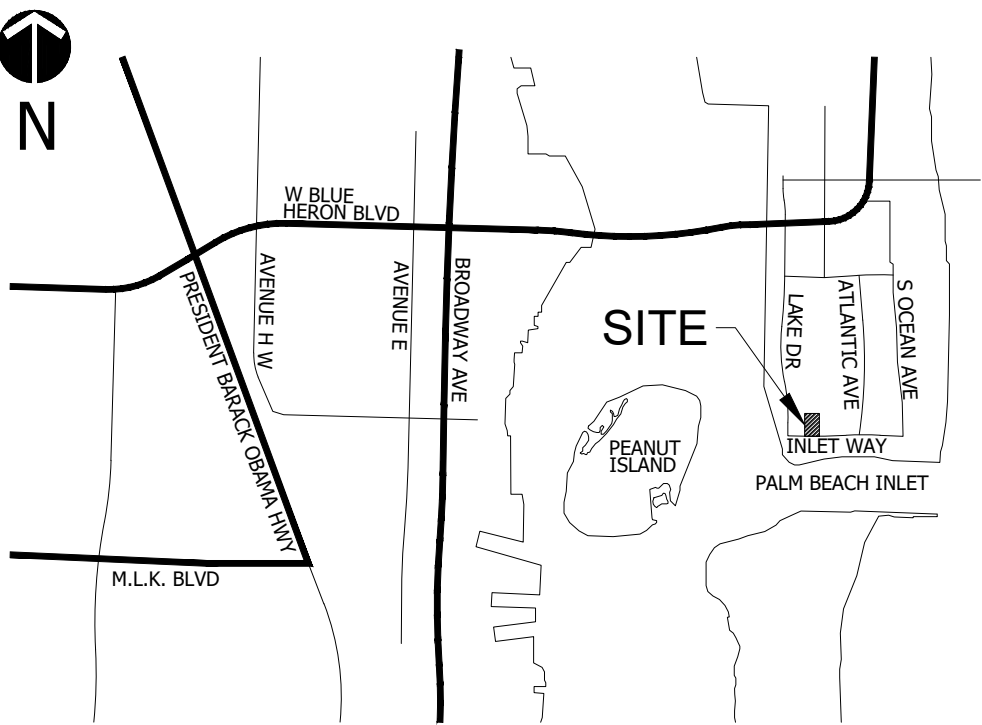 N
W BLUE
HERON BLVD
AVENUE H W
AVENUE E
BROADWAY AVE
PRESIDENT BARACK OBAMA HWY
M.L.K. BLVD
SITE
PEANUT
ISLAND
LAKE DR
ATLANTIC AVE
S OCEAN AVE
INLET WAY
PALM BEACH INLET